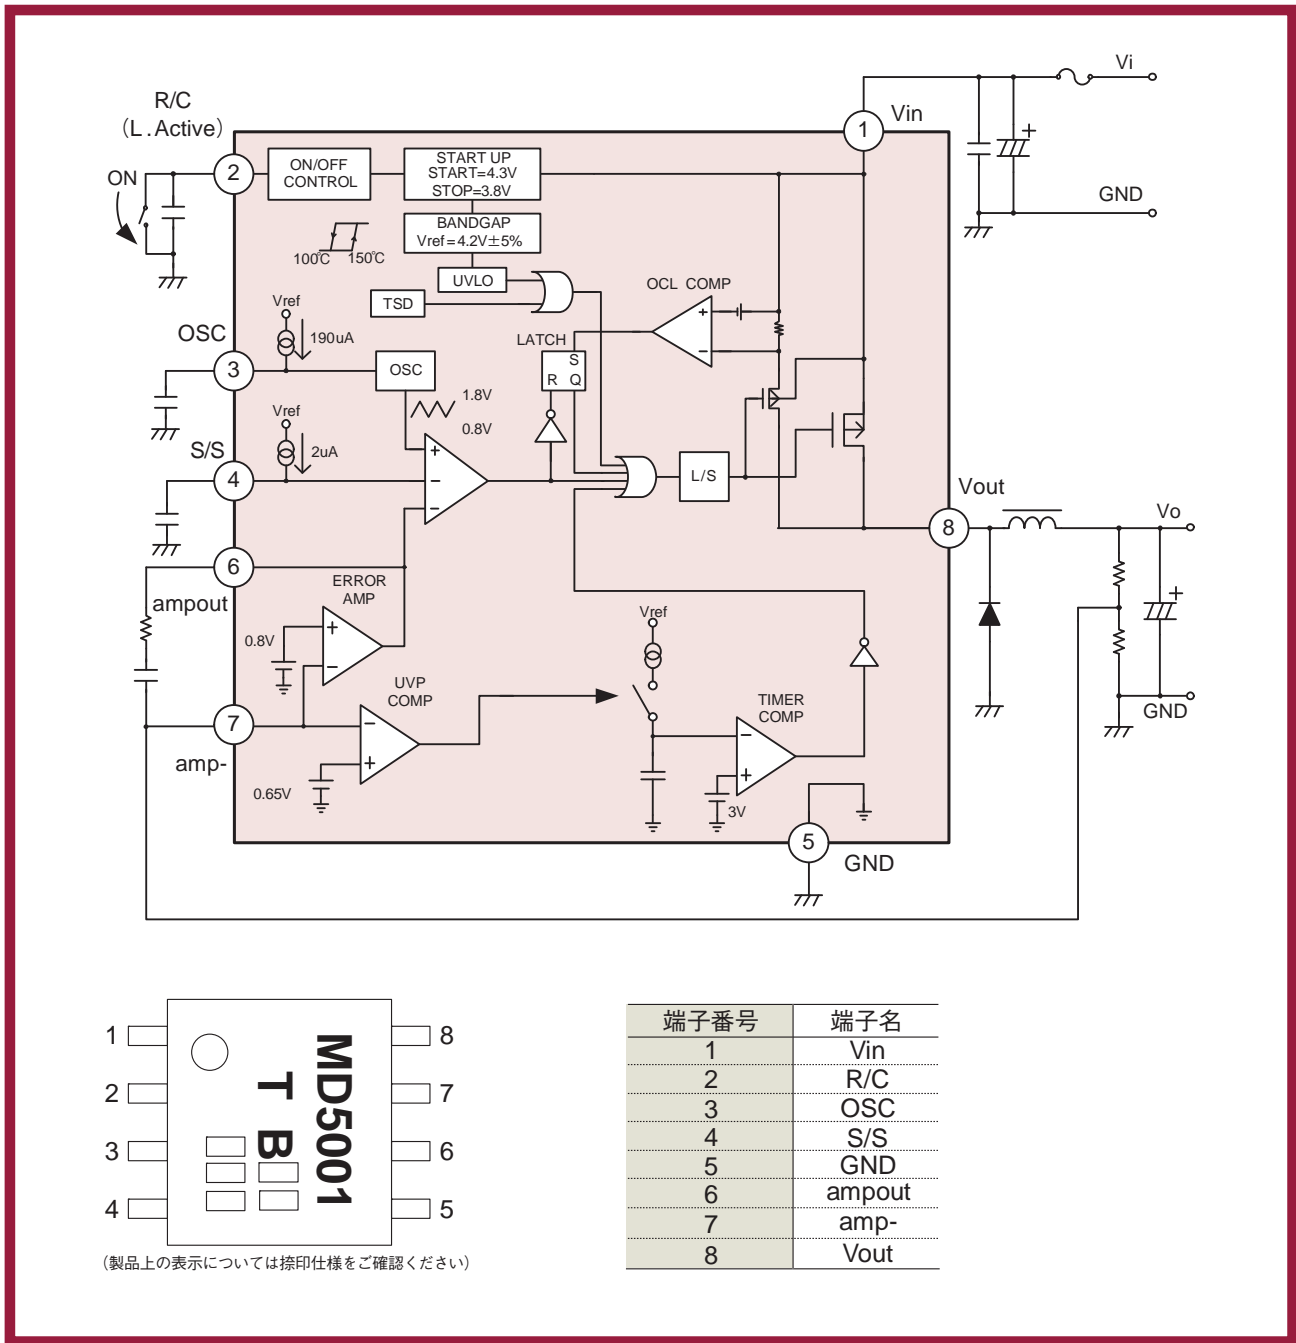 Vi
R/C
(L.Active)
1
Vin
2
ON/OFF
CONTROL
START UP
START=4.3V
STOP=3.8V
ON
GND
BANDGAP
Vref=4.2V±5%
100℃ 150℃
UVLO
OCL COMP
TSD
Vref
+
+
OSC
190uA
LATCH
−
3
OSC
S
R Q
1.8V
Vref
0.8V
S/S
2uA
+
4
−
L/S
Vout
−
8
Vo
6
ampout
ERROR
AMP
+
Vref
+
0.8V
−
UVP
COMP
TIMER
COMP
GND
7
−
−
amp-
+
+
0.65V
3V
5
GND
1
2
3
4
8
7
6
5
MD5001
T B
(製品上の表示については捺印仕様をご確認ください)
端子番号 端子名
1 Vin
2 R/C
3 OSC
4 S/S
5 GND
6 ampout
7 amp-
8 Vout